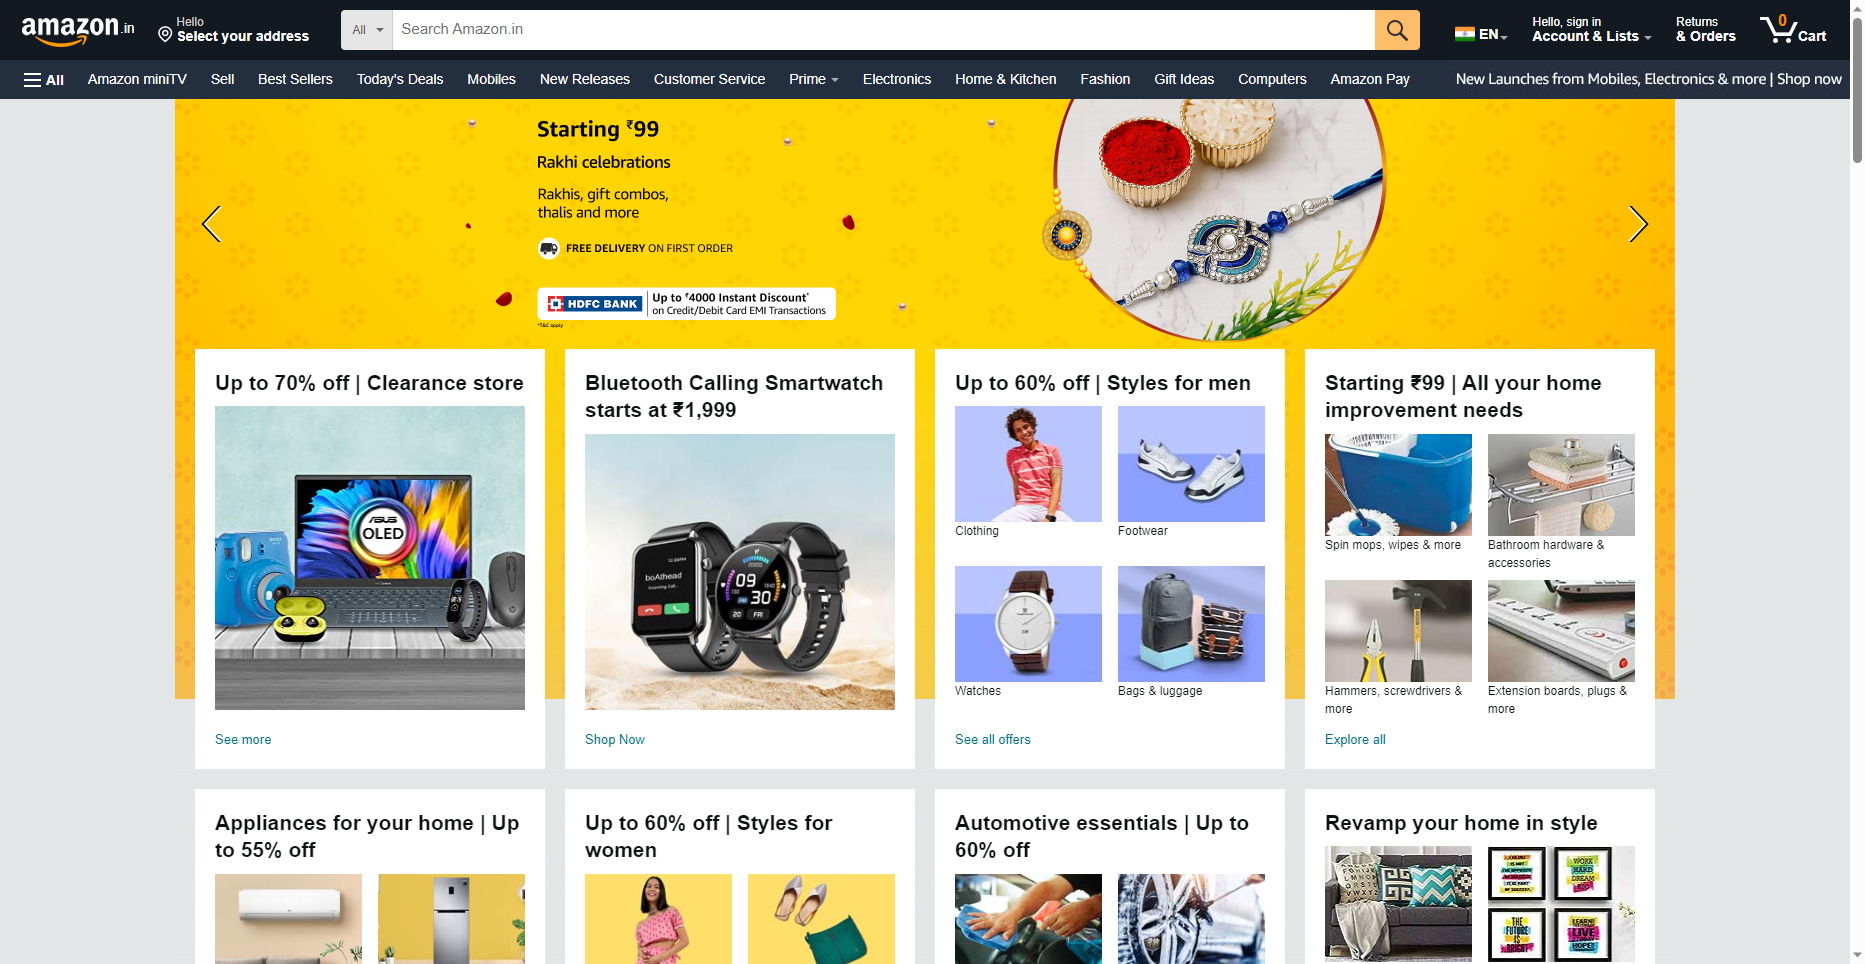 amazon.in
Hello
Select your address
All
Search Amazon.in
EN
Hello, sign in
Account & Lists
Returns
& Orders
0
Cart
All
Amazon miniTV
Sell
Best Sellers
Today's Deals
Mobiles
New Releases
Customer Service
Prime
Electronics
Home & Kitchen
Fashion
Gift Ideas
Computers
Amazon Pay
New Launches from Mobiles, Electronics & more | Shop now
Starting ₹99
Rakhi celebrations
Rakhis, gift combos,
thalis and more
FREE DELIVERY ON FIRST ORDER
HDFC BANK
Up to ₹4000 Instant Discount*
on Credit/Debit Card EMI Transactions
*T&C apply
Up to 70% off | Clearance store
ASUS
OLED
See more
Bluetooth Calling Smartwatch
starts at ₹1,999
12:20PM
boAthead
Incoming Call...
09
PM
30
20
FRI
Shop Now
Up to 60% off | Styles for men
Clothing
Footwear
Watches
Bags & luggage
See all offers
Starting ₹99 | All your home
improvement needs
Spin mops, wipes & more
Bathroom hardware &
accessories
Hammers, screwdrivers &
more
Extension boards, plugs &
more
Explore all
Appliances for your home | Up
to 55% off
Up to 60% off | Styles for
women
Automotive essentials | Up to
60% off
Revamp your home in style
WORK
HARD
DREAM
BIG
THE
FUTURE
IS
BRIGHT